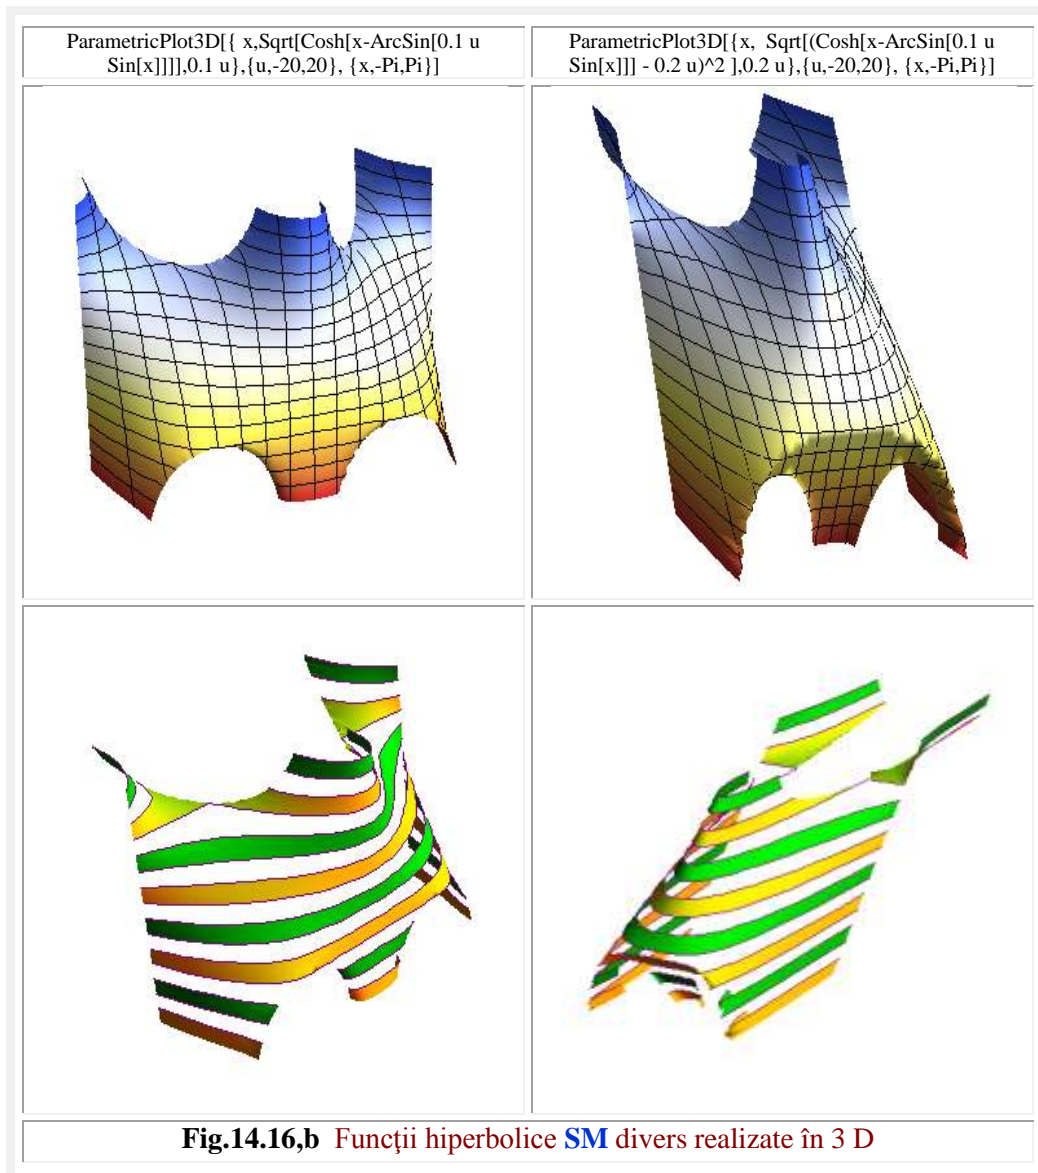 ParametricPlot3D[{ x,Sqrt[Cosh[x-ArcSin[0.1 u
Sin[x]]]],0.1 u},{u,-20,20}, {x,-Pi,Pi}]
ParametricPlot3D[{x, Sqrt[(Cosh[x-ArcSin[0.1 u
Sin[x]]] - 0.2 u)^2 ],0.2 u},{u,-20,20}, {x,-Pi,Pi}]
Fig.14.16,b Funcţii hiperbolice SM divers realizate în 3 D